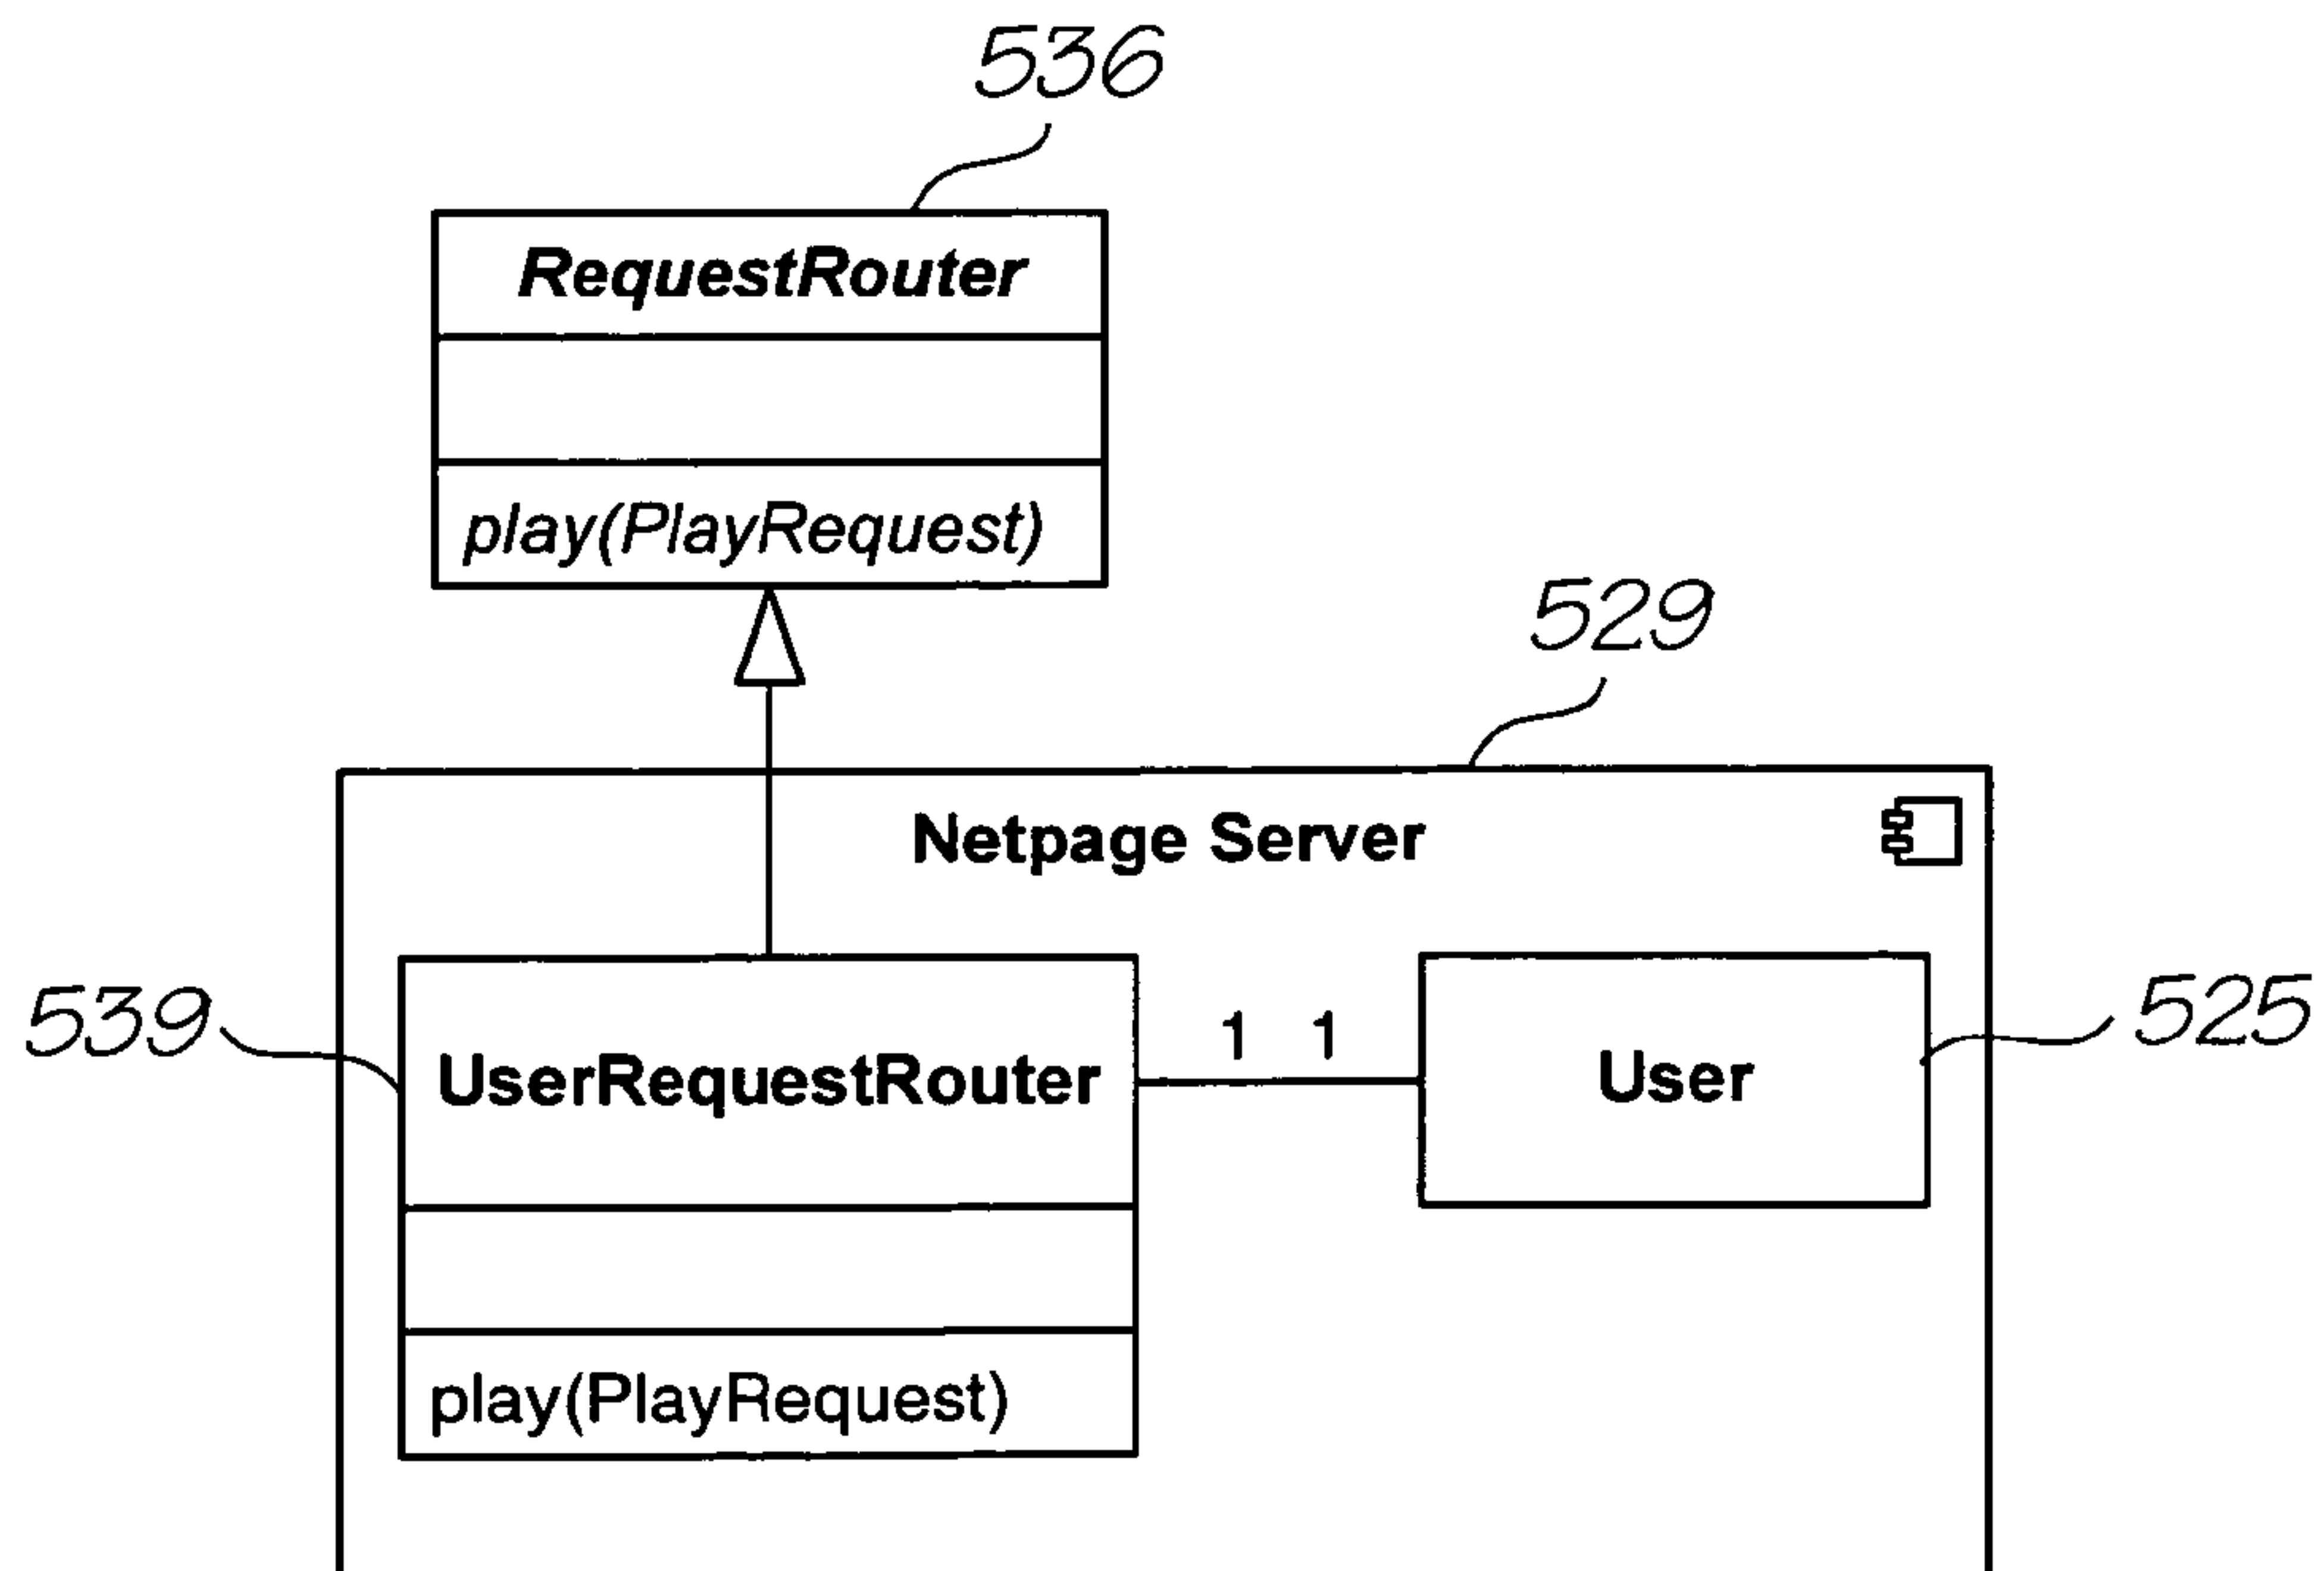 536
RequestRouter
play(PlayRequest)
529
Netpage Server
539
UserRequestRouter
1 1
User
525
play(PlayRequest)